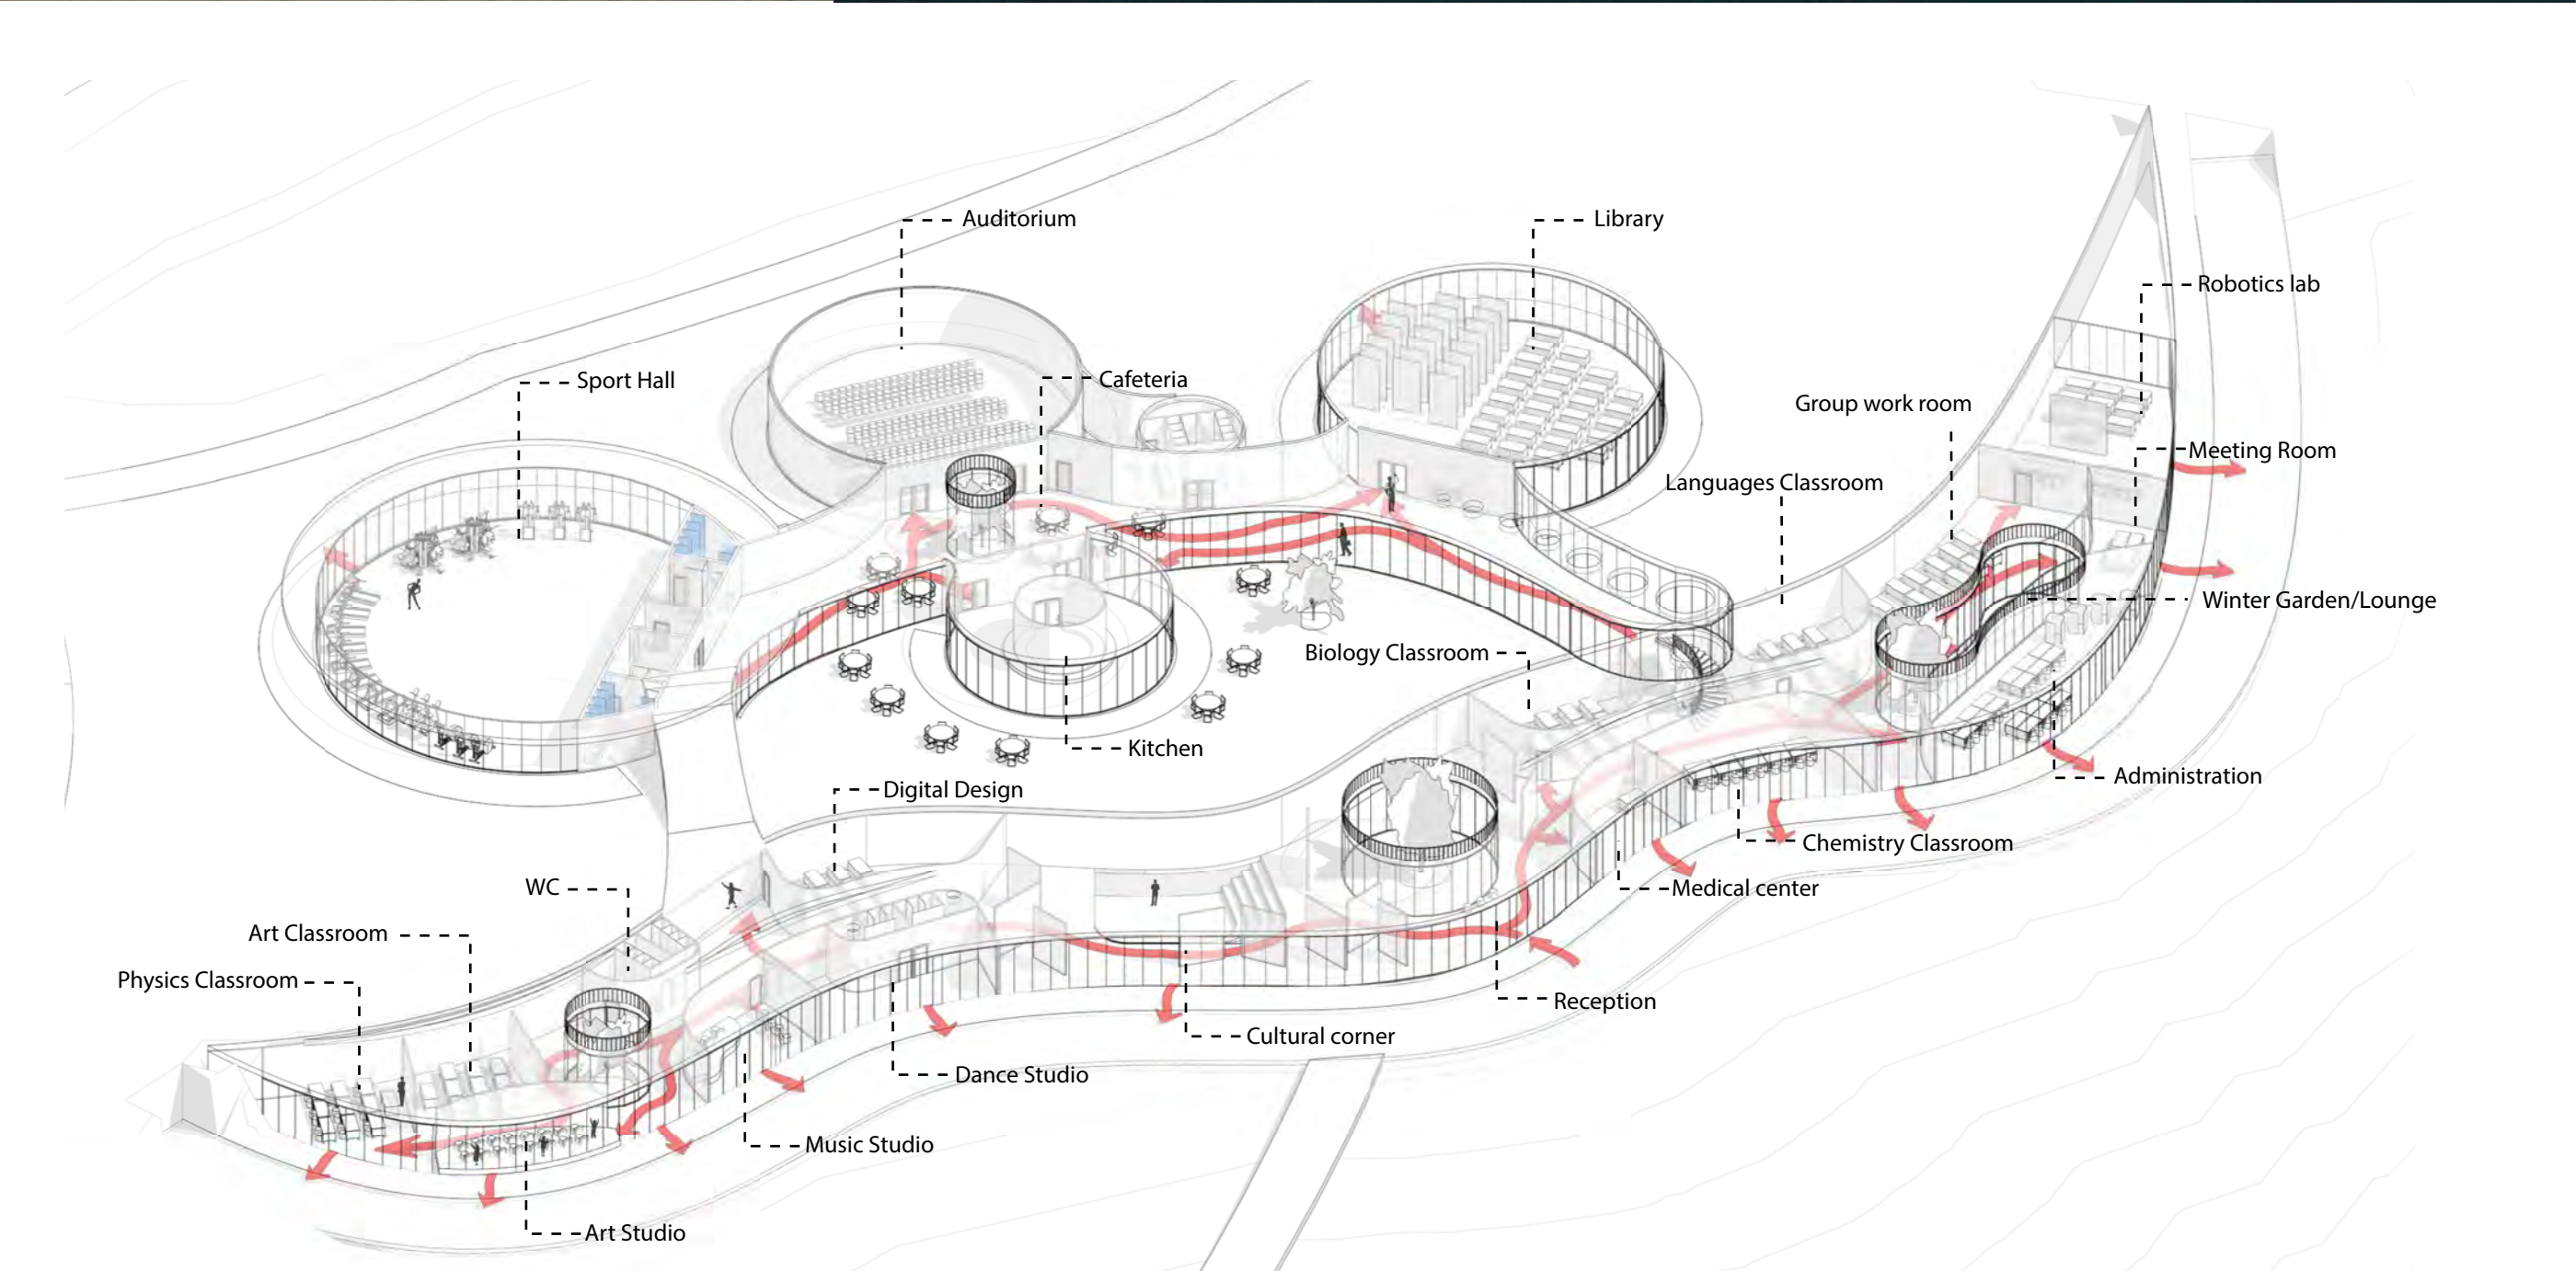 Auditorium
Library
Robotics lab
Sport Hall
Cafeteria
Group work room
Meeting Room
Languages Classroom
Winter Garden/Lounge
Biology Classroom
Kitchen
Administration
Digital Design
Chemistry Classroom
WC
Medical center
Art Classroom
Physics Classroom
Reception
Cultural corner
Dance Studio
Music Studio
Art Studio